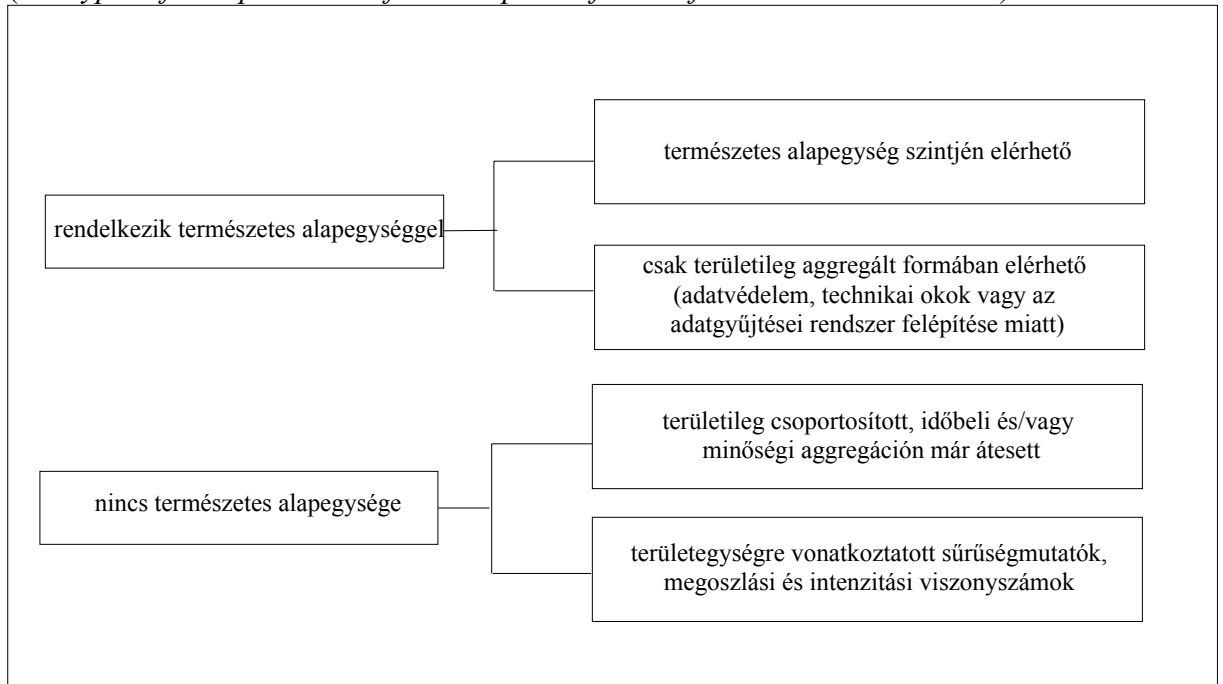 természetes alapegység szintjén elérhető
rendelkezik természetes alapegységgel
csak területileg aggregált formában elérhető
(adatvédelem, technikai okok vagy az
adatgyűjtései rendszer felépítése miatt)
területileg csoportosított, időbeli és/vagy
minőségi aggregáción már átesett
nincs természetes alapegysége
területegységre vonatkoztatott sűrűségmutatók,
megoszlási és intenzitási viszonyszámok